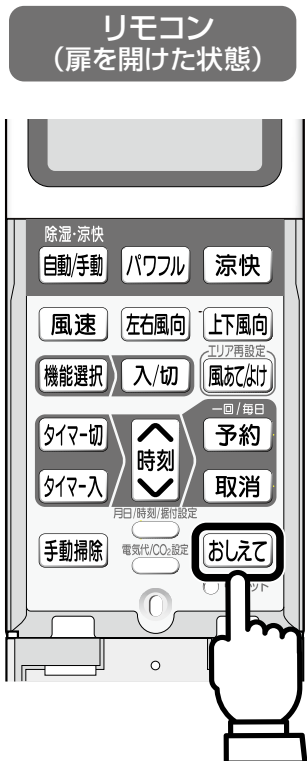 リモコン
（扉を開けた状態）
除湿・涼快
自動/手動 パワフル 涼快
風速 左右風向 上下風向
エリア再設定
機能選択 入/切 風あて/よけ
一回/毎日
タイマー切 時刻 予約
タイマー入 取消
月日/時刻/据付設定
手動掃除 電気代/CO₂設定 おしえて